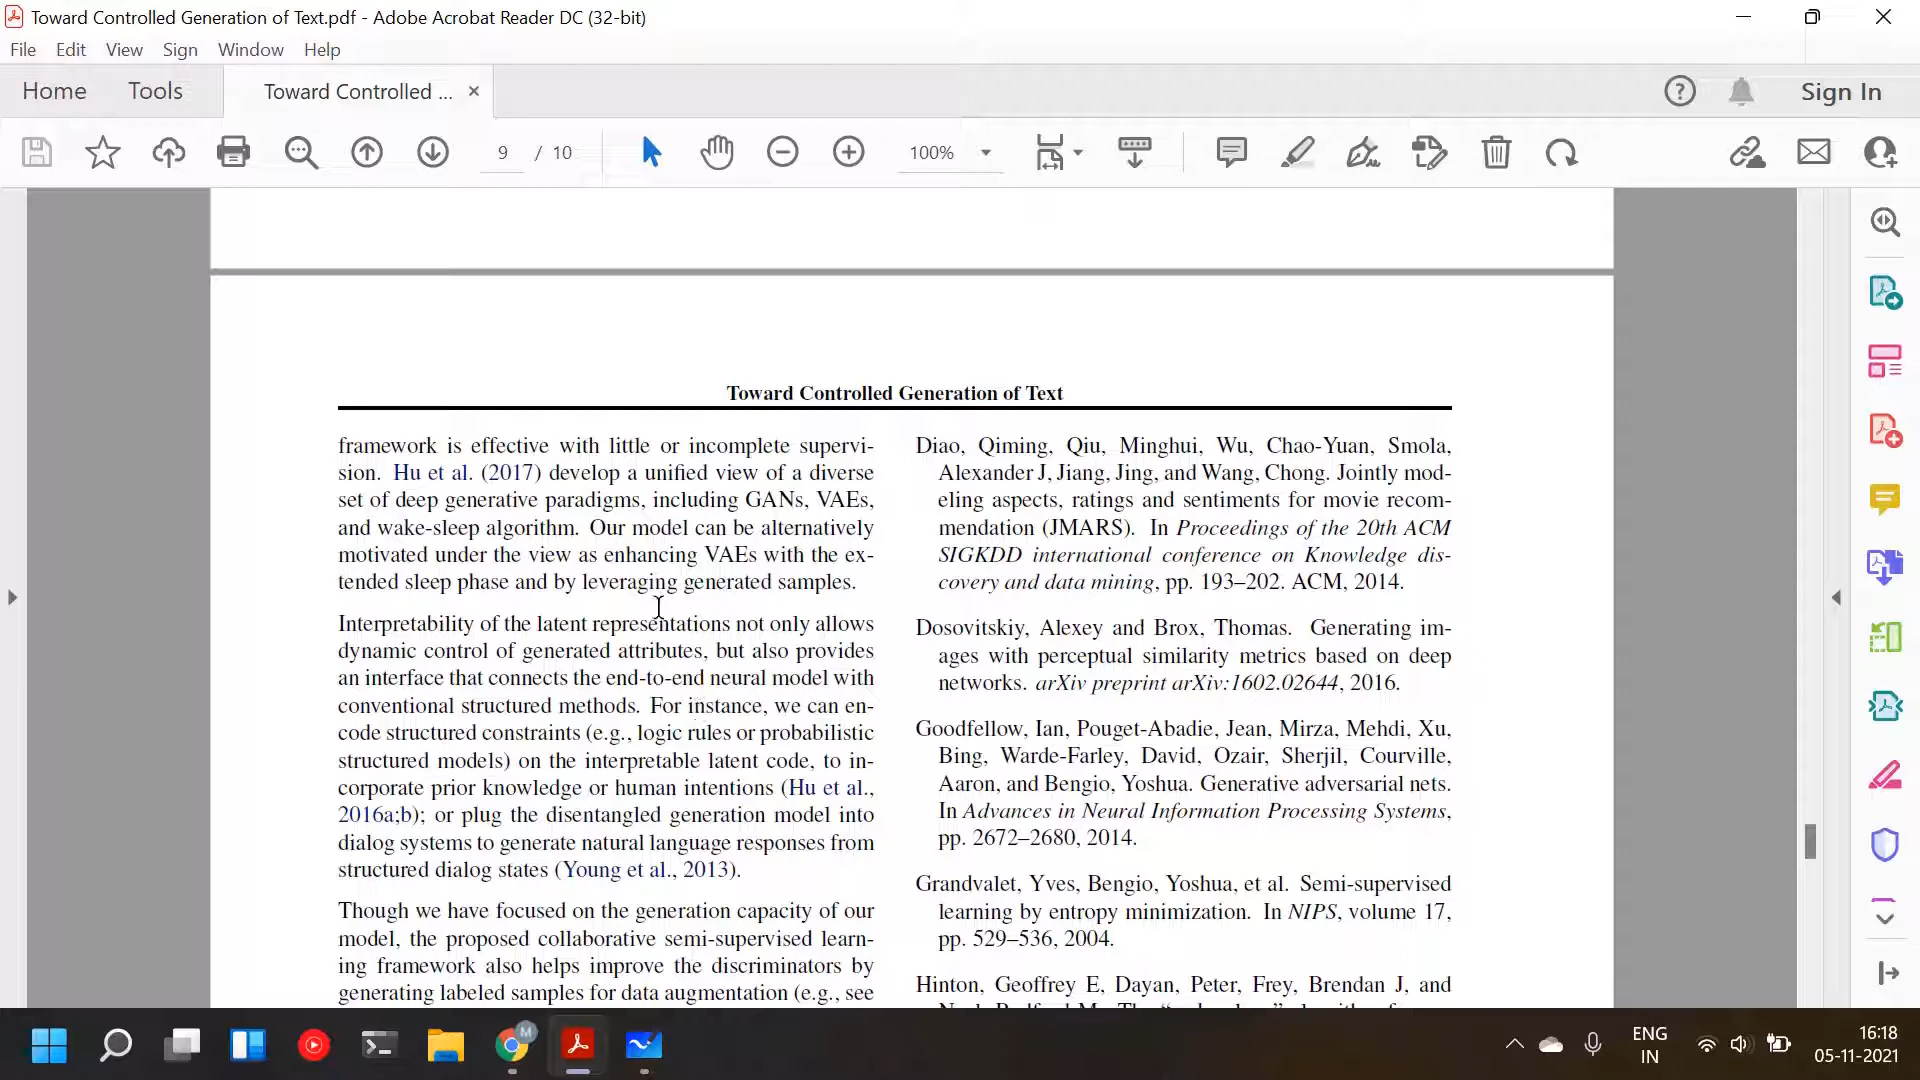 Toward Controlled Generation of Text.pdf - Adobe Acrobat Reader DC (32-bit)
File Edit View Sign Window Help
Home Tools Toward Controlled ... × Sign In
9 / 10 100%
Toward Controlled Generation of Text
framework is effective with little or incomplete supervi-
sion. Hu et al. (2017) develop a unified view of a diverse
set of deep generative paradigms, including GANs, VAEs,
and wake-sleep algorithm. Our model can be alternatively
motivated under the view as enhancing VAEs with the ex-
tended sleep phase and by leveraging generated samples.
Interpretability of the latent representations not only allows
dynamic control of generated attributes, but also provides
an interface that connects the end-to-end neural model with
conventional structured methods. For instance, we can en-
code structured constraints (e.g., logic rules or probabilistic
structured models) on the interpretable latent code, to in-
corporate prior knowledge or human intentions (Hu et al.,
2016a;b); or plug the disentangled generation model into
dialog systems to generate natural language responses from
structured dialog states (Young et al., 2013).
Though we have focused on the generation capacity of our
model, the proposed collaborative semi-supervised learn-
ing framework also helps improve the discriminators by
generating labeled samples for data augmentation (e.g., see
Diao, Qiming, Qiu, Minghui, Wu, Chao-Yuan, Smola,
Alexander J, Jiang, Jing, and Wang, Chong. Jointly mod-
eling aspects, ratings and sentiments for movie recom-
mendation (JMARS). In Proceedings of the 20th ACM
SIGKDD international conference on Knowledge dis-
covery and data mining, pp. 193–202. ACM, 2014.
Dosovitskiy, Alexey and Brox, Thomas. Generating im-
ages with perceptual similarity metrics based on deep
networks. arXiv preprint arXiv:1602.02644, 2016.
Goodfellow, Ian, Pouget-Abadie, Jean, Mirza, Mehdi, Xu,
Bing, Warde-Farley, David, Ozair, Sherjil, Courville,
Aaron, and Bengio, Yoshua. Generative adversarial nets.
In Advances in Neural Information Processing Systems,
pp. 2672–2680, 2014.
Grandvalet, Yves, Bengio, Yoshua, et al. Semi-supervised
learning by entropy minimization. In NIPS, volume 17,
pp. 529–536, 2004.
Hinton, Geoffrey E, Dayan, Peter, Frey, Brendan J, and
M
ENG
IN
16:18
05-11-2021